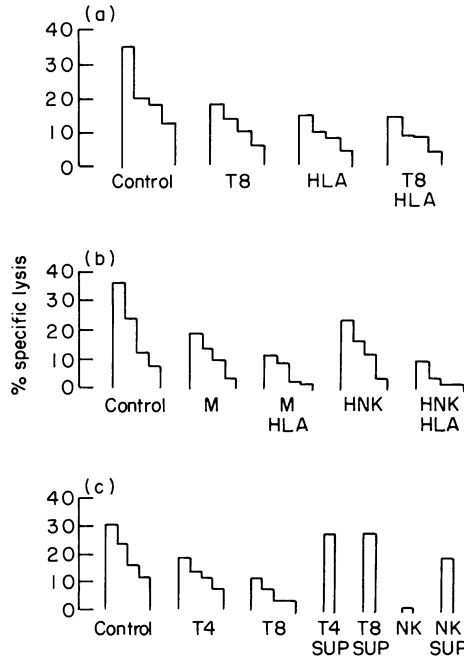 (a)
40
30
20
10
0
Control T8 HLA T8
HLA
% specific lysis
(b)
40
30
20
10
0
Control M M HNK HNK
HLA HLA
(c)
40
30
20
10
0
Control T4 T8 T4 T8 NK NK
SUP SUP SUP